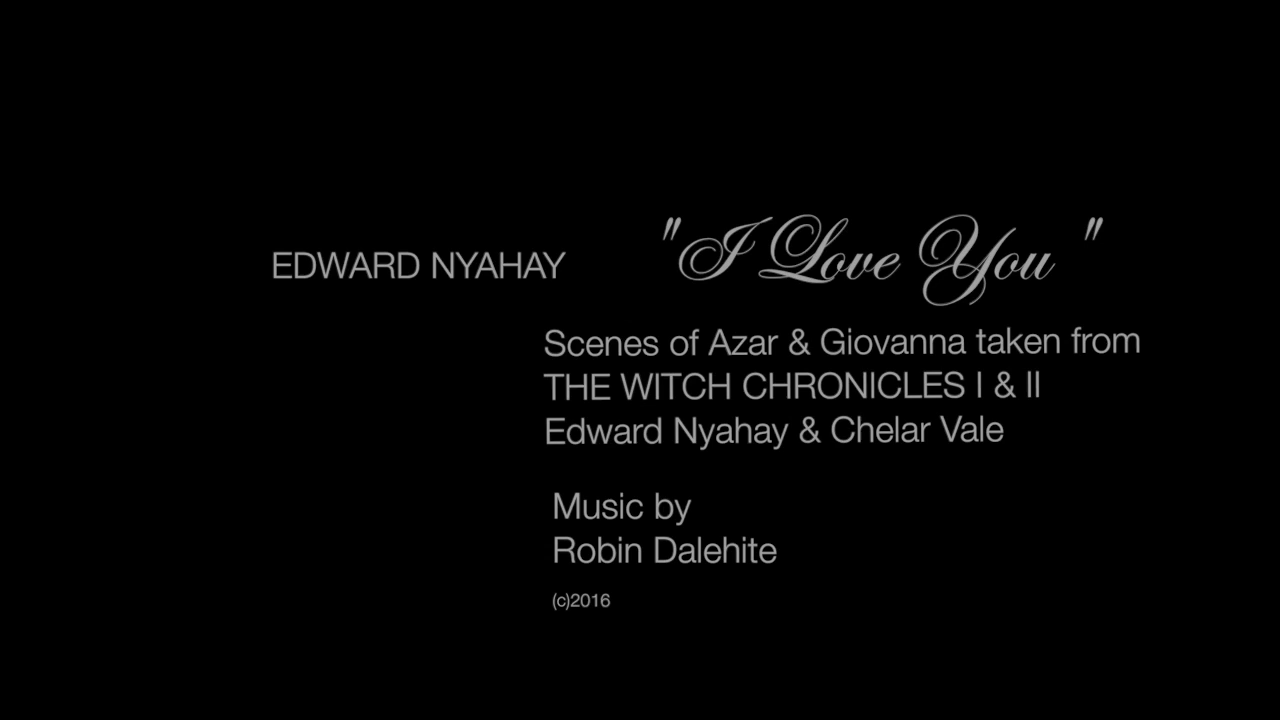 EDWARD NYAHAY "I Love You"
Scenes of Azar & Giovanna taken from
THE WITCH CHRONICLES I & II
Edward Nyahay & Chelar Vale
Music by
Robin Dalehite
(c)2016